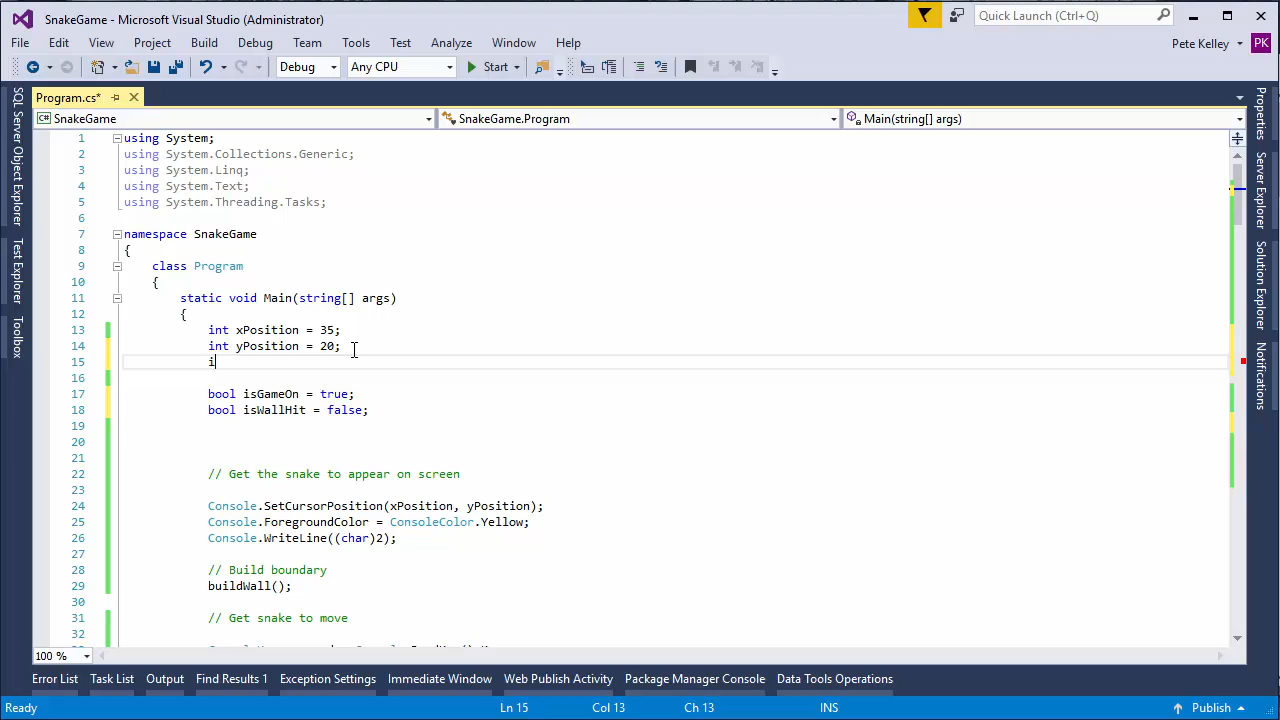 SnakeGame - Microsoft Visual Studio (Administrator)
Quick Launch (Ctrl+Q)
File Edit View Project Build Debug Team Tools Test Analyze Window Help
Pete Kelley PK
Debug Any CPU Start
Program.cs*
SnakeGame SnakeGame.Program Main(string[] args)
SQL Server Object Explorer
Test Explorer
Toolbox
Properties
Server Explorer
Solution Explorer
Notifications
1 using System;
2 using System.Collections.Generic;
3 using System.Linq;
4 using System.Text;
5 using System.Threading.Tasks;
6
7 namespace SnakeGame
8 {
9 class Program
10 {
11 static void Main(string[] args)
12 {
13 int xPosition = 35;
14 int yPosition = 20;
15 i
16
17 bool isGameOn = true;
18 bool isWallHit = false;
19
20
21
22 // Get the snake to appear on screen
23
24 Console.SetCursorPosition(xPosition, yPosition);
25 Console.ForegroundColor = ConsoleColor.Yellow;
26 Console.WriteLine((char)2);
27
28 // Build boundary
29 buildWall();
30
31 // Get snake to move
32
100 %
Error List Task List Output Find Results 1 Exception Settings Immediate Window Web Publish Activity Package Manager Console Data Tools Operations
Ready Ln 15 Col 13 Ch 13 INS Publish